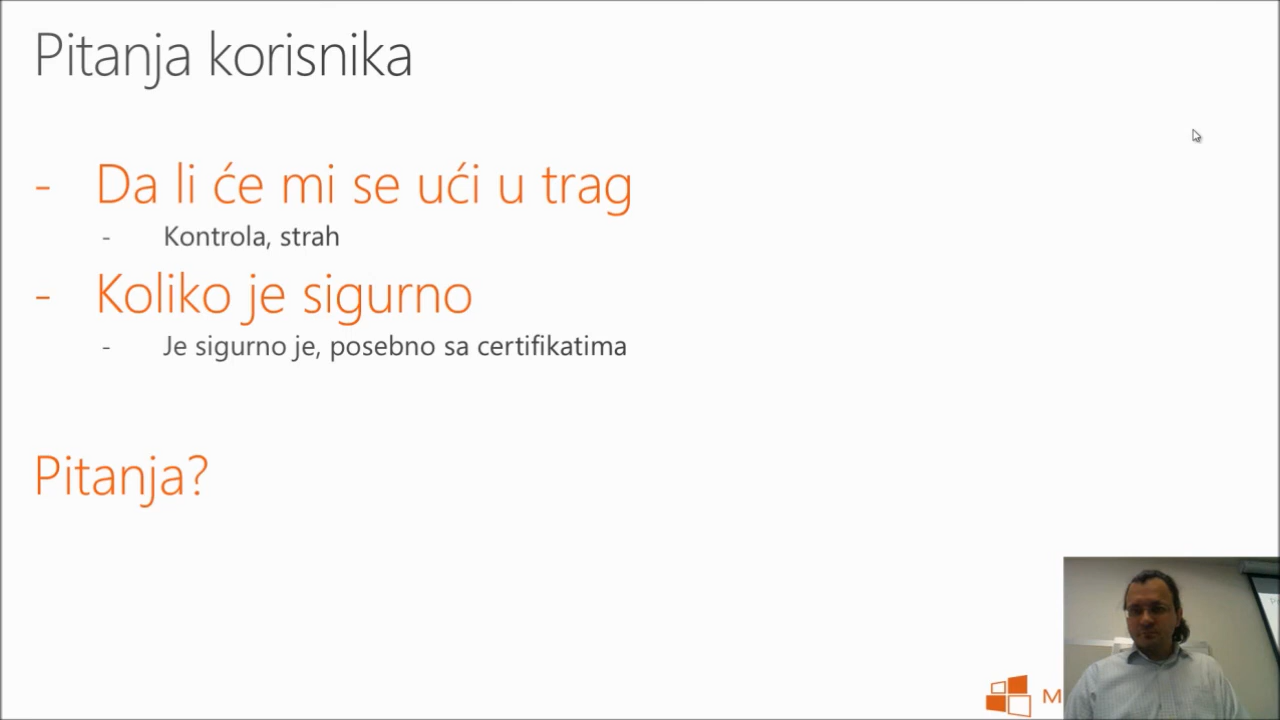 Pitanja korisnika
- Da li će mi se ući u trag
- Kontrola, strah
- Koliko je sigurno
- Je sigurno je, posebno sa certifikatima
Pitanja?
M